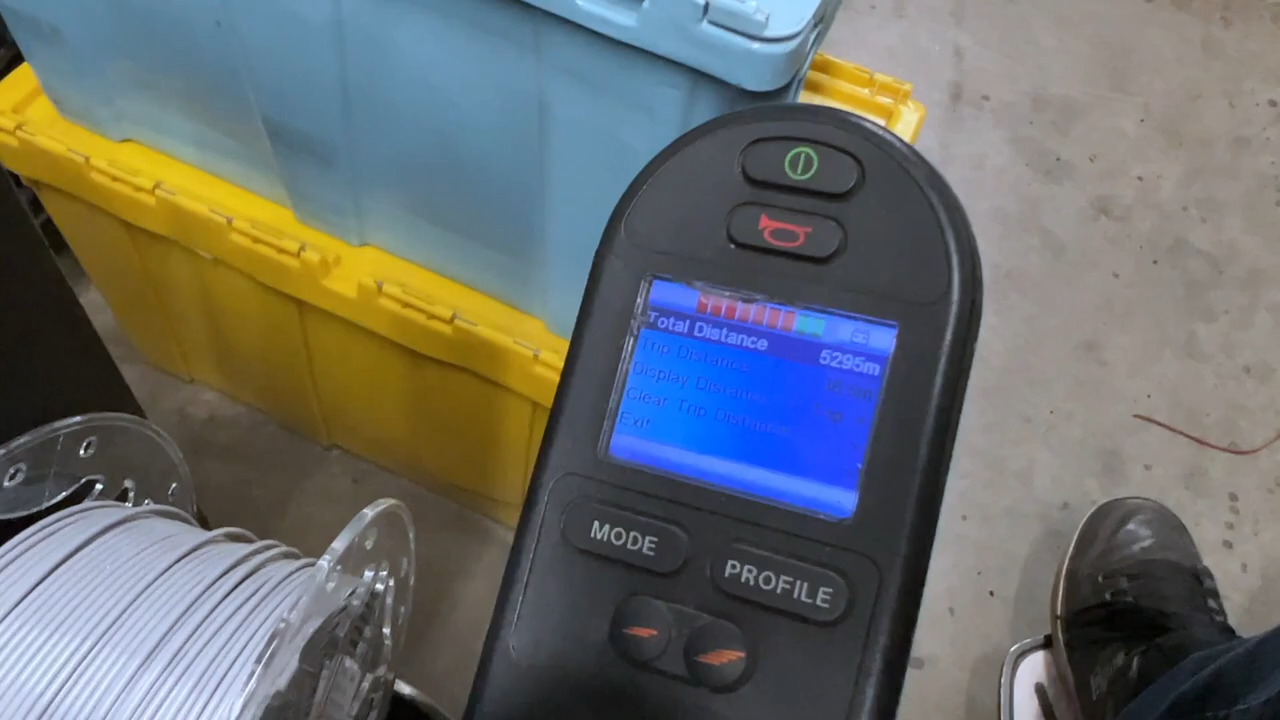 Total Distance 5295m
Trip Distance
Display Distance
Clear Trip Distance
Exit
MODE
PROFILE